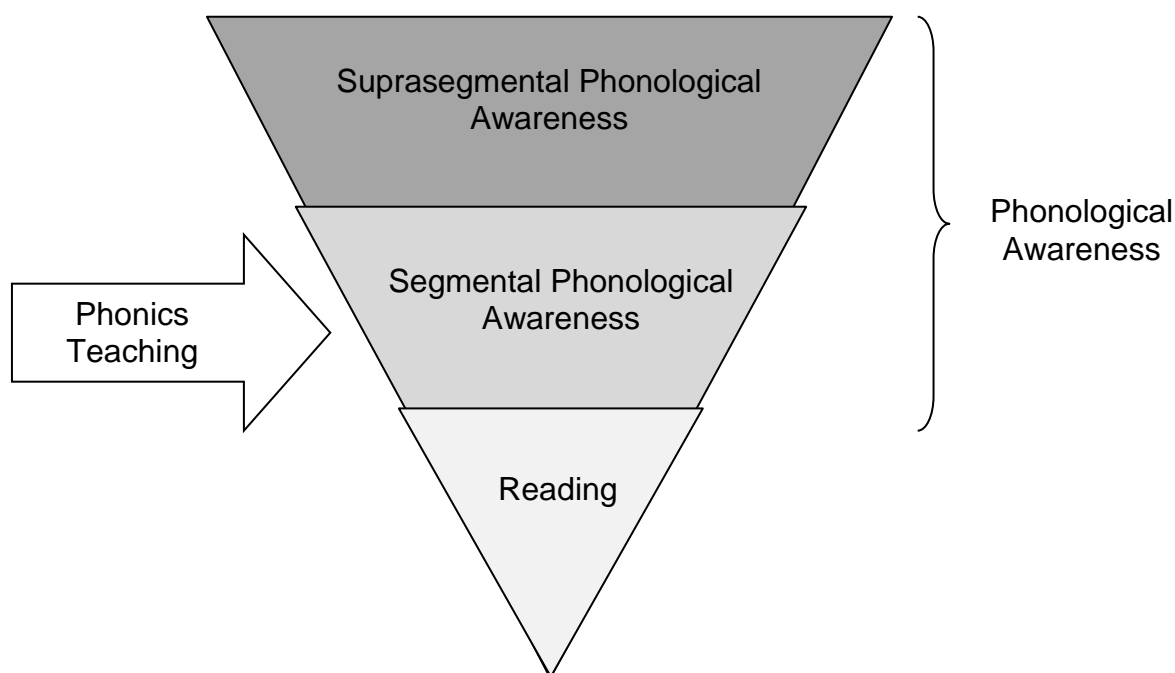 Suprasegmental Phonological
Awareness
Segmental Phonological
Awareness
Reading
Phonics
Teaching
Phonological
Awareness